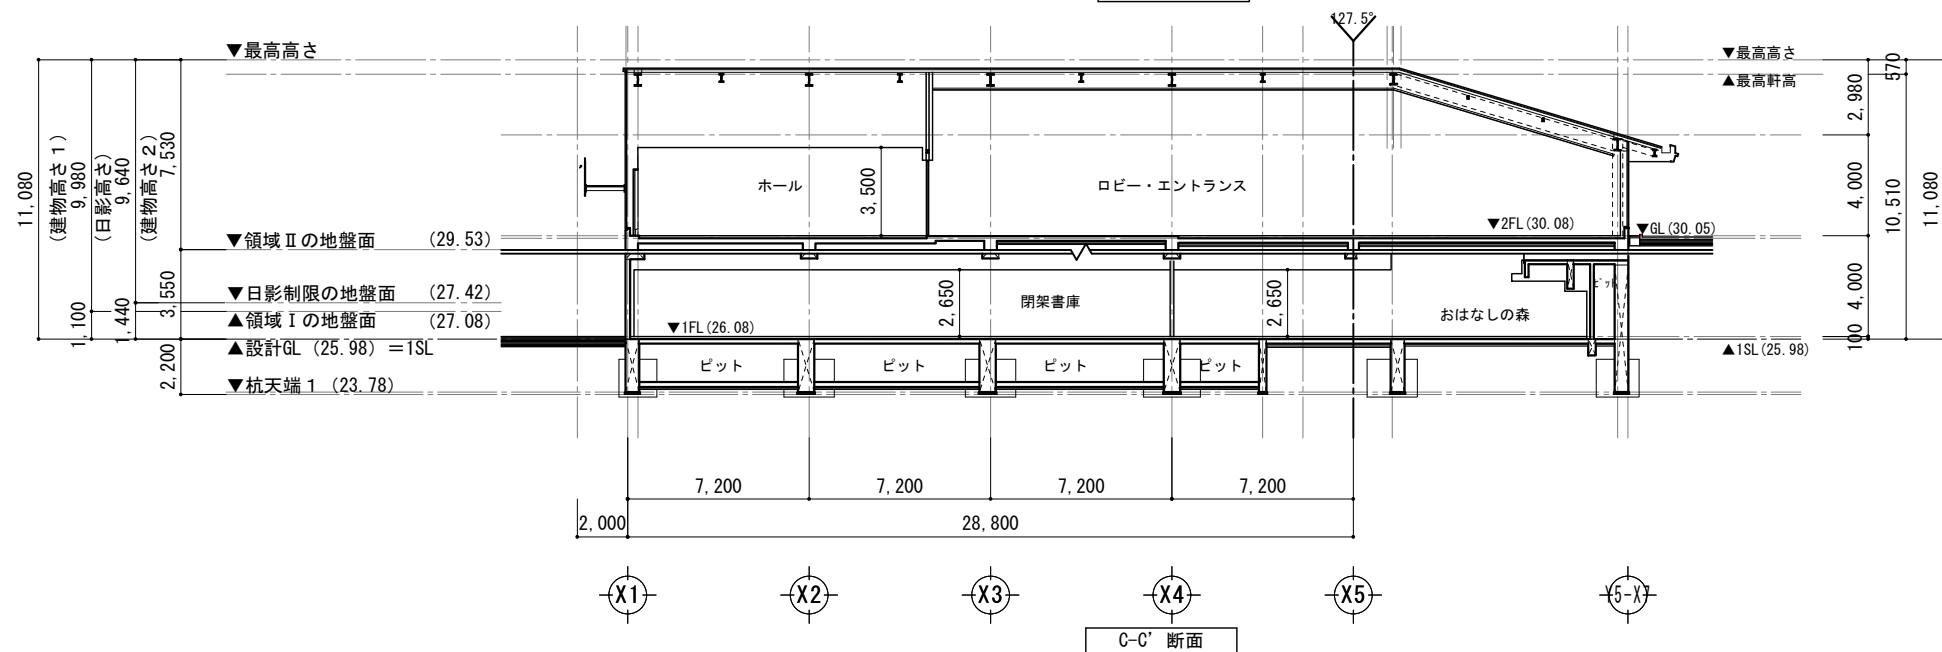 127.5°
▼最高高さ
▼最高高さ
570
▲最高軒高
2,980
11,080
(建物高さ1)
9,980
(日影高さ)
9,640
(建物高さ2)
7,530
ホール
3,500
ロビー・エントランス
4,000
10,510
11,080
▼2FL(30.08)
▼GL(30.05)
▼領域Ⅱの地盤面 (29.53)
3,550
▼日影制限の地盤面 (27.42)
1,100
1,440
▲領域Ⅰの地盤面 (27.08)
▼1FL(26.08)
2,650
閉架書庫
2,650
おはなしの森
ピット
4,000
100
▲設計GL (25.98) =1SL
▲1SL(25.98)
2,200
ピット
ピット
ピット
ピット
▼杭天端1 (23.78)
7,200
7,200
7,200
7,200
2,000
28,800
X1
X2
X3
X4
X5
Y5-X7
C-C' 断面